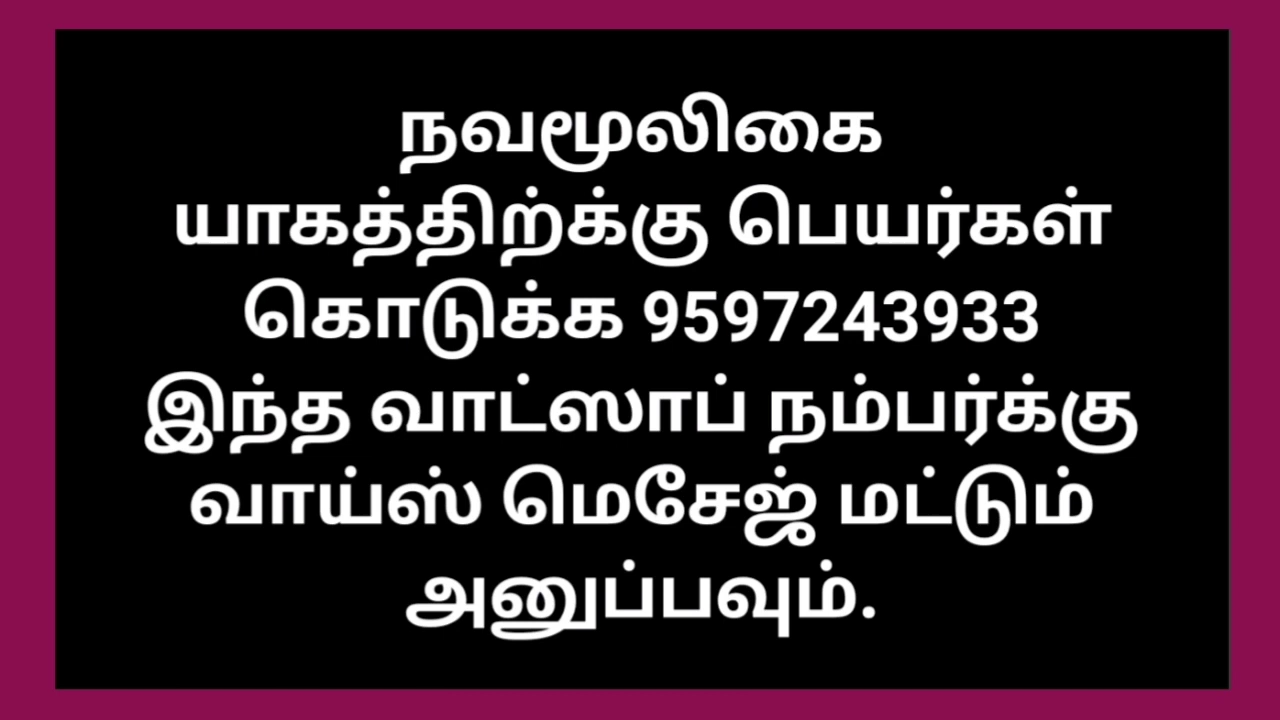 நவமூலிகை
யாகத்திற்க்கு பெயர்கள்
கொடுக்க 9597243933
இந்த வாட்ஸாப் நம்பர்க்கு
வாய்ஸ் மெசேஜ் மட்டும்
அனுப்பவும்.